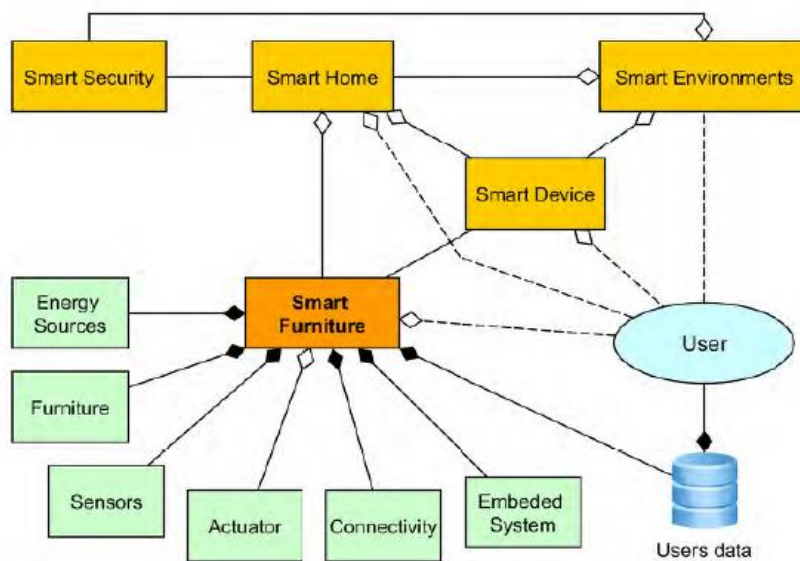 Smart Security
Smart Home
Smart Environments
Smart Device
Energy
Sources
Smart
Furniture
User
Furniture
Sensors
Actuator
Connectivity
Embeded
System
Users data